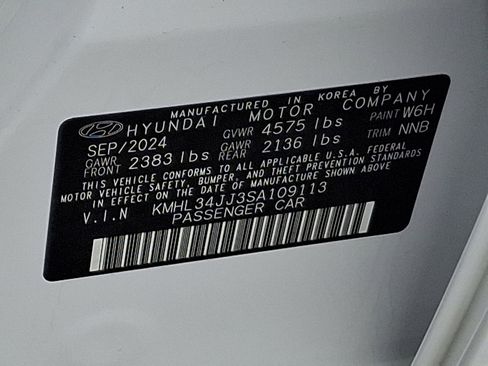 MANUFACTURED IN KOREA BY
HYUNDAI MOTOR COMPANY
SEP/2024 GVWR 4575 lbs PAINT W6H
GAWR FRONT 2383 lbs GAWR REAR 2136 lbs TRIM NNB
THIS VEHICLE CONFORMS TO ALL APPLICABLE U.S.A. FEDERAL
MOTOR VEHICLE SAFETY, BUMPER, AND THEFT PREVENTION STANDARDS
IN EFFECT ON THE DATE OF MANUFACTURE SHOWN ABOVE.
V.I.N KMHL34JJ3SA109113
PASSENGER CAR